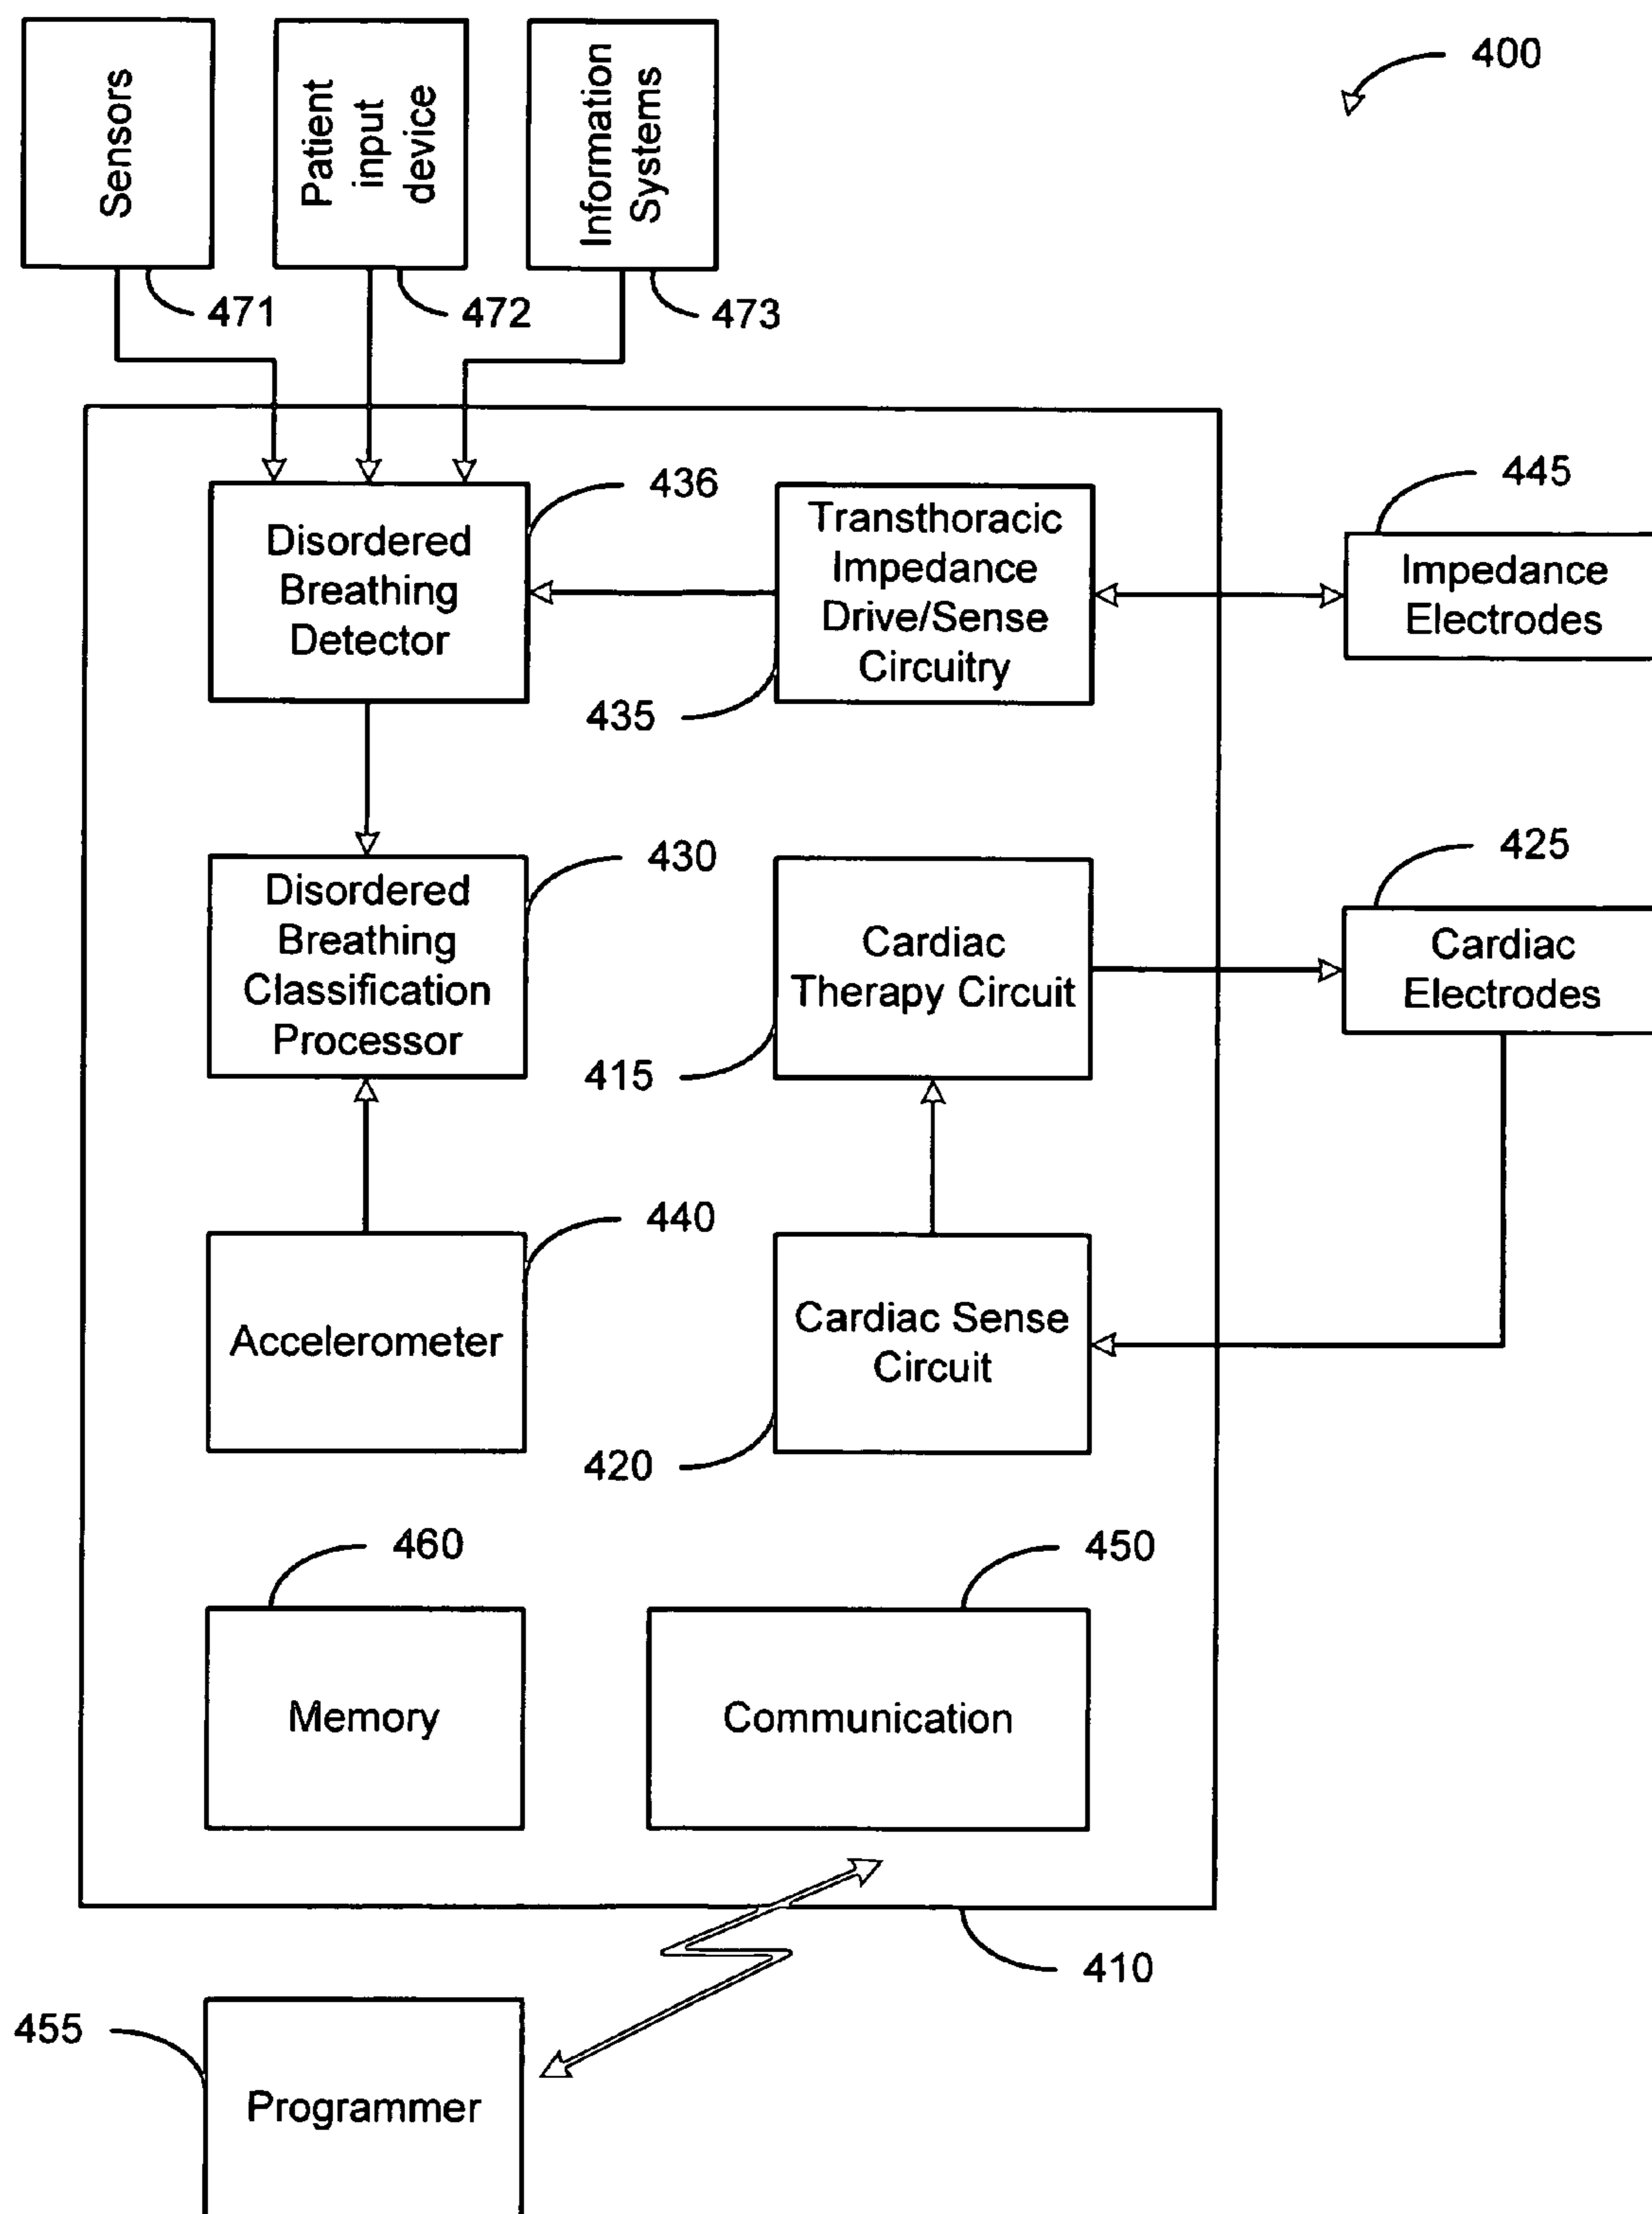 400
Sensors
Patient
input
device
Information
Systems
471
472
473
436
Disordered
Breathing
Detector
Transthoracic
Impedance
Drive/Sense
Circuitry
435
445
Impedance
Electrodes
430
Disordered
Breathing
Classification
Processor
Cardiac
Therapy Circuit
415
425
Cardiac
Electrodes
440
Accelerometer
Cardiac Sense
Circuit
420
460
Memory
450
Communication
410
455
Programmer